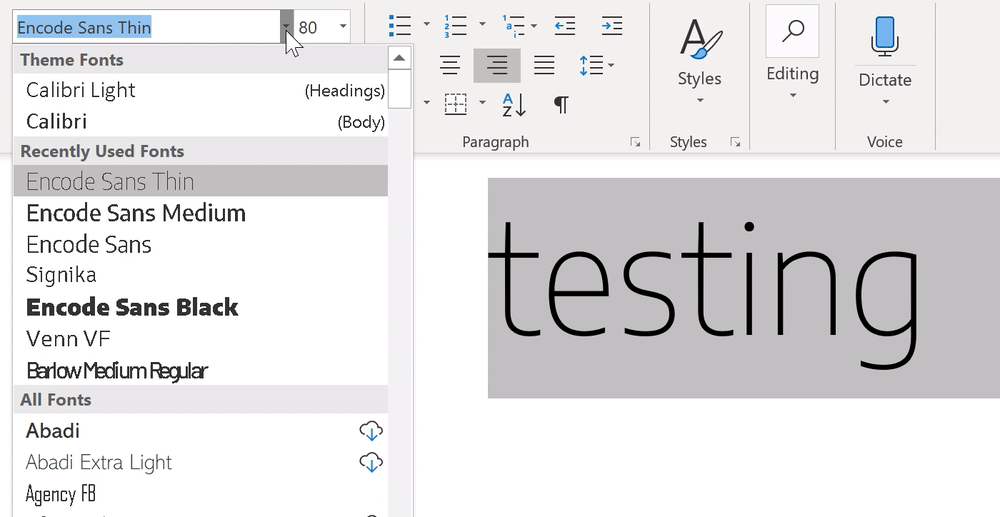 Encode Sans Thin 80
Theme Fonts
Calibri Light (Headings)
Calibri (Body)
Recently Used Fonts
Encode Sans Thin
Encode Sans Medium
Encode Sans
Signika
Encode Sans Black
Venn VF
Barlow Medium Regular
All Fonts
Abadi
Abadi Extra Light
Agency FB
Styles
Editing
Dictate
Paragraph
Styles
Voice
testing